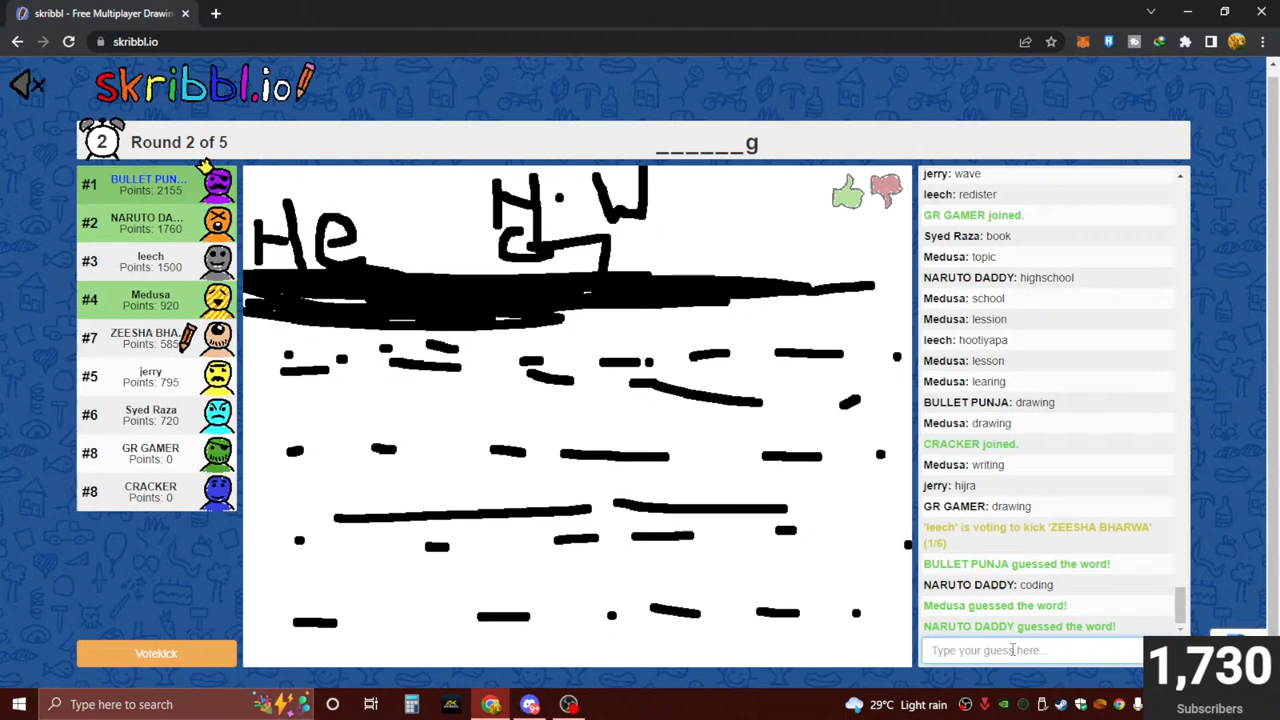 skribbl - Free Multiplayer Drawin
skribbl.io
skribbl.io
2
Round 2 of 5
______g
#1 BULLET PUN...
Points: 2155
#2 NARUTO DA...
Points: 1760
#3 leech
Points: 1500
#4 Medusa
Points: 920
#7 ZEESHA BHA...
Points: 585
#5 jerry
Points: 795
#6 Syed Raza
Points: 720
#8 GR GAMER
Points: 0
#8 CRACKER
Points: 0
Votekick
He
jerry: wave
leech: redister
GR GAMER joined.
Syed Raza: book
Medusa: topic
NARUTO DADDY: highschool
Medusa: school
Medusa: lession
leech: hootiyapa
Medusa: lesson
Medusa: learing
BULLET PUNJA: drawing
Medusa: drawing
CRACKER joined.
Medusa: writing
jerry: hijra
GR GAMER: drawing
'leech' is voting to kick 'ZEESHA BHARWA'
(1/6)
BULLET PUNJA guessed the word!
NARUTO DADDY: coding
Medusa guessed the word!
NARUTO DADDY guessed the word!
Type your guess here...
1,730
Subscribers
Type here to search
29°C Light rain